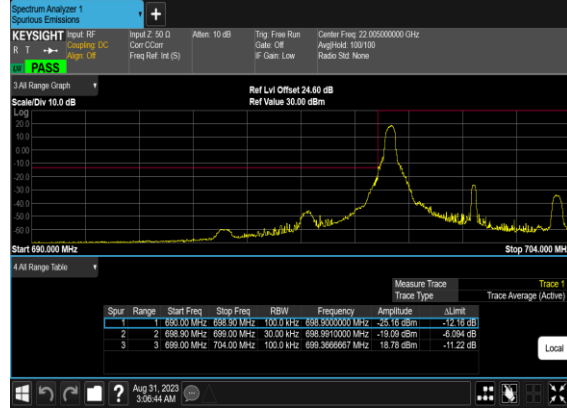 Spectrum Analyzer 1
Spurious Emissions
+
KEYSIGHT Input: RF Input Z: 50 Ω Atten: 10 dB Trig: Free Run Center Freq: 22.005000000 GHz
R T Coupling: DC Corr CCorr Gate: Off Avg|Hold: 100/100
Align: Off Freq Ref: Int (S) IF Gain: Low Radio Std: None
PASS
3 All Range Graph
Ref Lvl Offset 24.60 dB
Scale/Div 10.0 dB Ref Value 30.00 dBm
Log
20.0
10.0
0.00
-10.0
-20.0
-30.0
-40.0
-50.0
-60.0
Start 690.000 MHz Stop 704.000 MHz
4 All Range Table
Measure Trace Trace 1
Trace Type Trace Average (Active)
Spur Range Start Freq Stop Freq RBW Frequency Amplitude ΔLimit
1 1 690.00 MHz 698.90 MHz 100.0 kHz 698.9000000 MHz -25.16 dBm -12.16 dB
2 2 698.90 MHz 699.00 MHz 30.00 kHz 698.9910000 MHz -19.09 dBm -6.094 dB
3 3 699.00 MHz 704.00 MHz 100.0 kHz 699.3666667 MHz 18.78 dBm -11.22 dB
Local
? Aug 31, 2023
3:06:44 AM